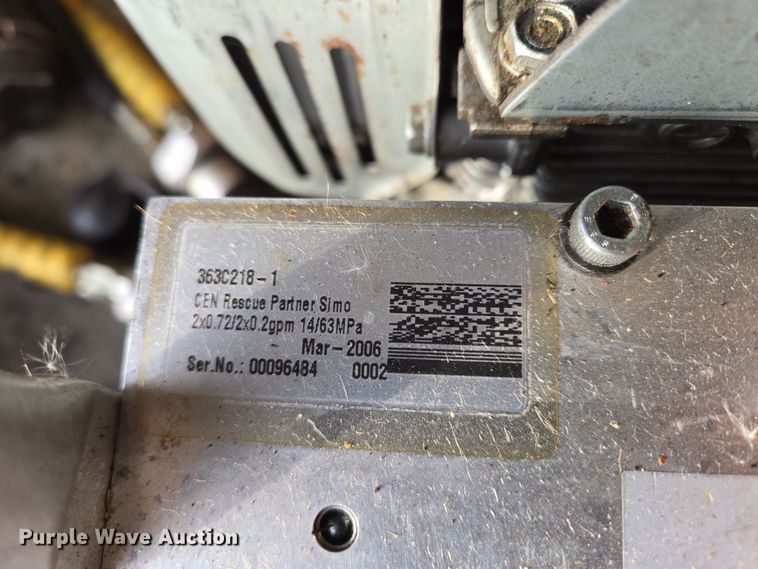 363C218-1
CEN Rescue Partner Simo
2x0.72/2x0.2gpm 14/63MPa
Mar-2006
Ser.No.: 00096484 0002
Purple Wave Auction